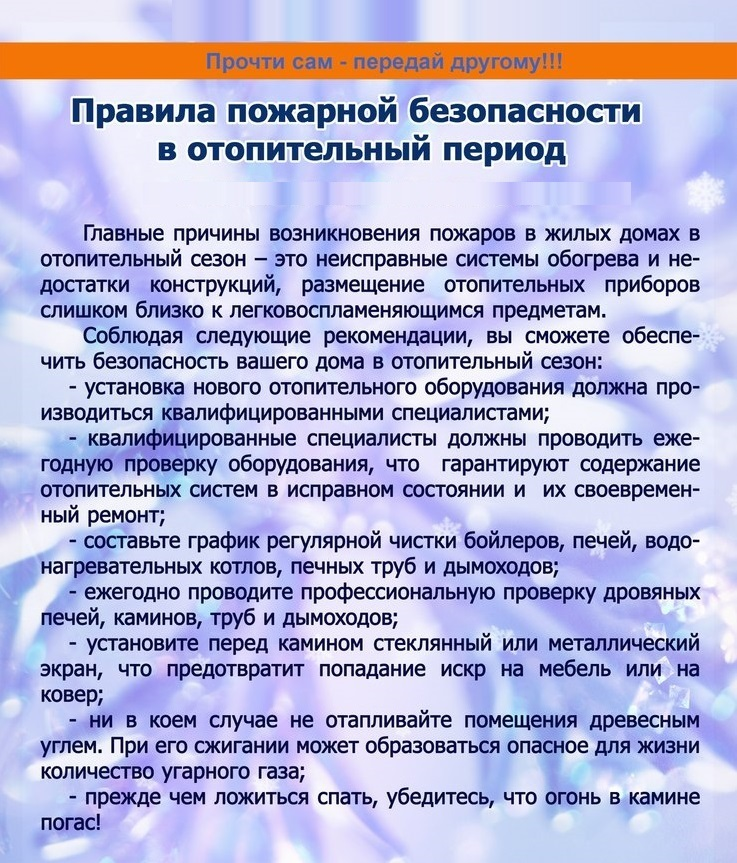 Прочти сам - передай другому!!!
Правила пожарной безопасности
в отопительный период
Главные причины возникновения пожаров в жилых домах в
отопительный сезон – это неисправные системы обогрева и не-
достатки конструкций, размещение отопительных приборов
слишком близко к легковоспламеняющимся предметам.
Соблюдая следующие рекомендации, вы сможете обеспе-
чить безопасность вашего дома в отопительный сезон:
- установка нового отопительного оборудования должна про-
изводиться квалифицированными специалистами;
- квалифицированные специалисты должны проводить еже-
годную проверку оборудования, что гарантируют содержание
отопительных систем в исправном состоянии и их своевремен-
ный ремонт;
- составьте график регулярной чистки бойлеров, печей, водо-
нагревательных котлов, печных труб и дымоходов;
- ежегодно проводите профессиональную проверку дровяных
печей, каминов, труб и дымоходов;
- установите перед камином стеклянный или металлический
экран, что предотвратит попадание искр на мебель или на
ковер;
- ни в коем случае не отапливайте помещения древесным
углем. При его сжигании может образоваться опасное для жизни
количество угарного газа;
- прежде чем ложиться спать, убедитесь, что огонь в камине
погас!